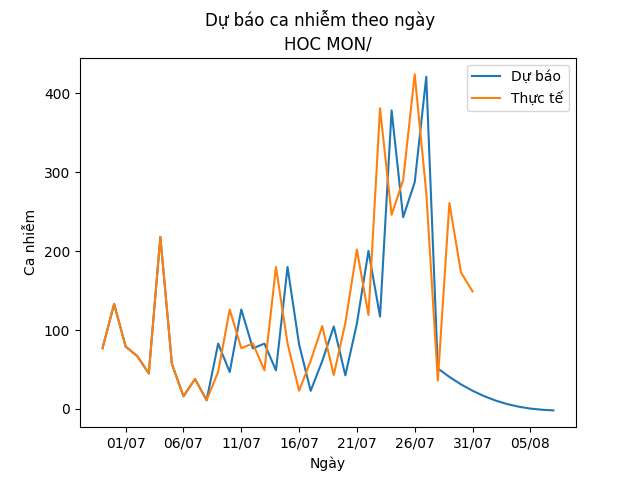 Dự báo ca nhiễm theo ngày
HOC MON/
Dự báo
Thực tế
Ca nhiễm
400
300
200
100
0
01/07
06/07
11/07
16/07
21/07
26/07
31/07
05/08
Ngày